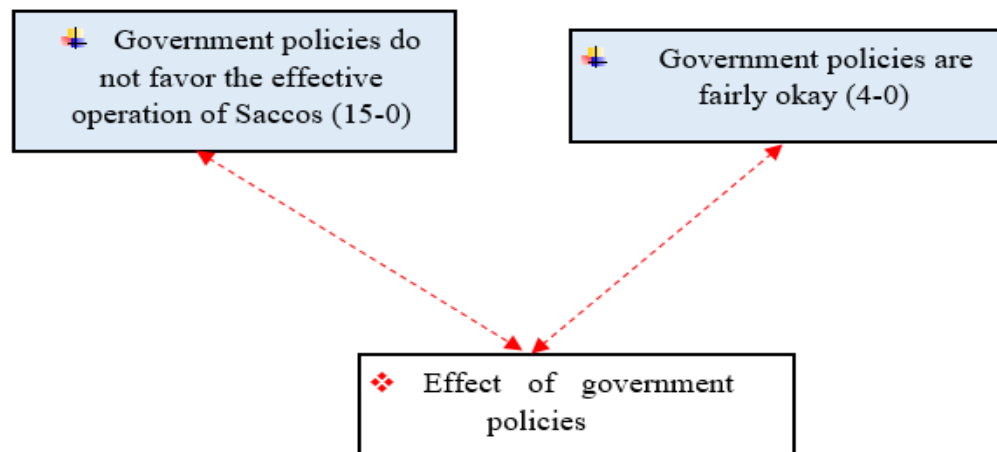 Government policies do
not favor the effective
operation of Saccos (15-0)
Government policies are
fairly okay (4-0)
Effect of government
policies